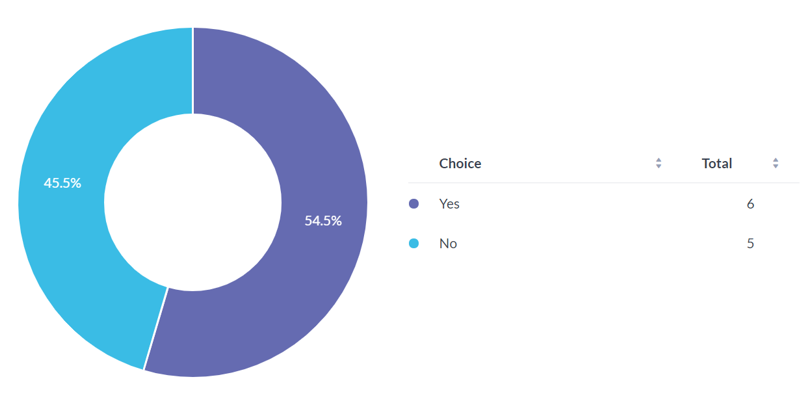 45.5%
54.5%
Choice Total
Yes 6
No 5